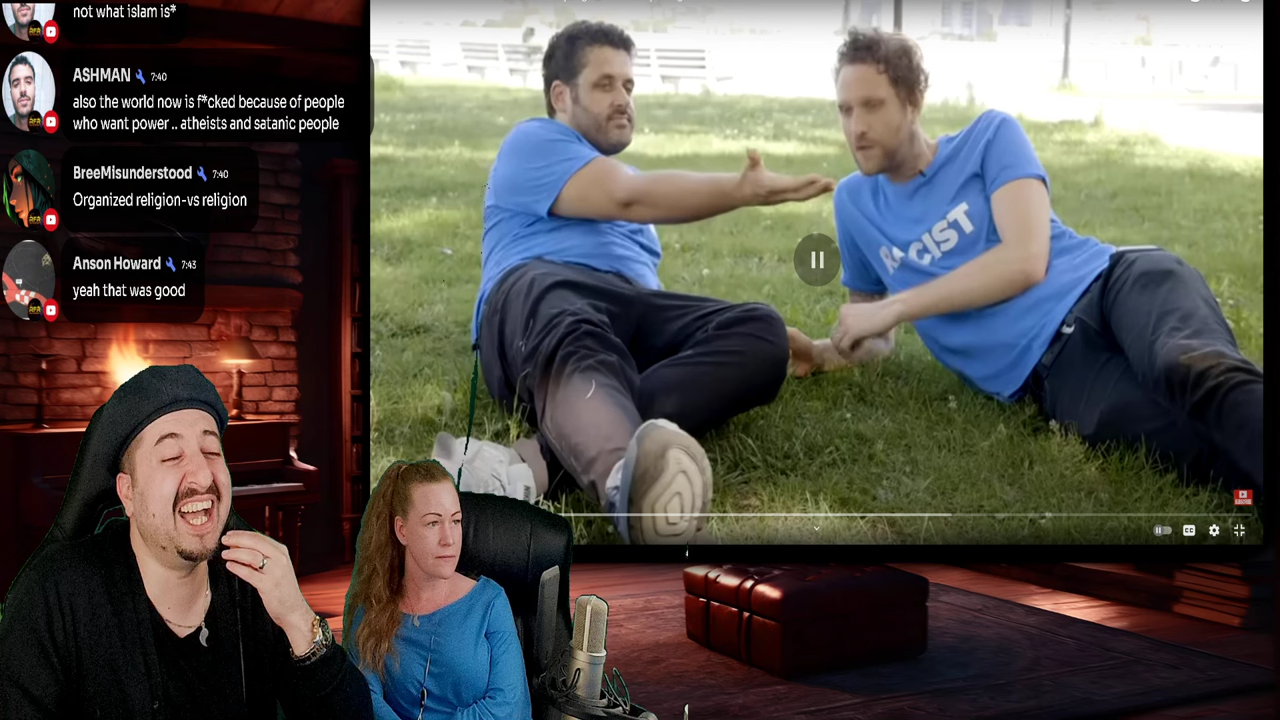 not what islam is*
ASHMAN 7:40
also the world now is f*cked because of people
who want power .. atheists and satanic people
BreeMisunderstood 7:40
Organized religion-vs religion
Anson Howard 7:43
yeah that was good
RACIST
CC